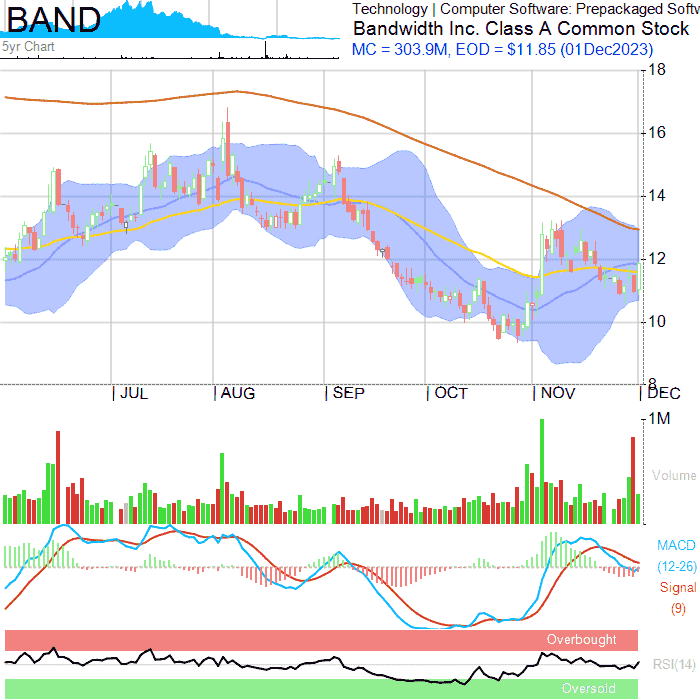 BAND
5yr Chart
Technology | Computer Software: Prepackaged Softw
Bandwidth Inc. Class A Common Stock
MC = 303.9M, EOD = $11.85 (01Dec2023)
18
16
14
12
10
8
JUL AUG SEP OCT NOV DEC
1M
Volume
MACD
(12-26)
Signal
(9)
Overbought
RSI(14)
Oversold